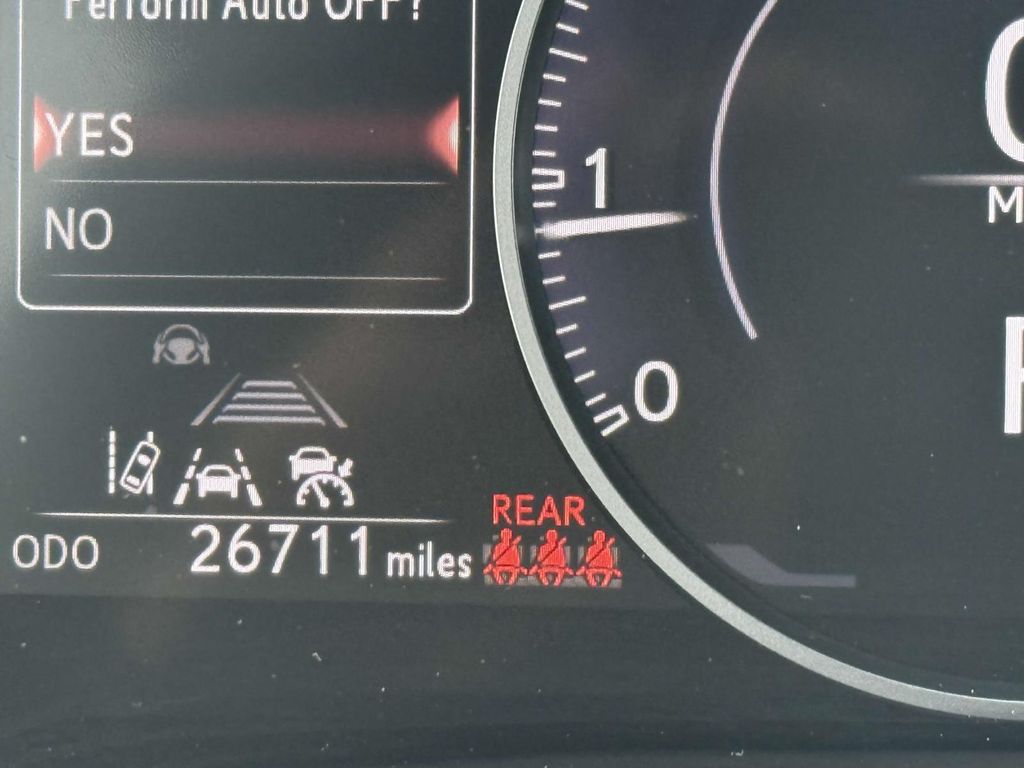 Perform Auto OFF?
YES
NO
1
0
REAR
ODO 26711 miles